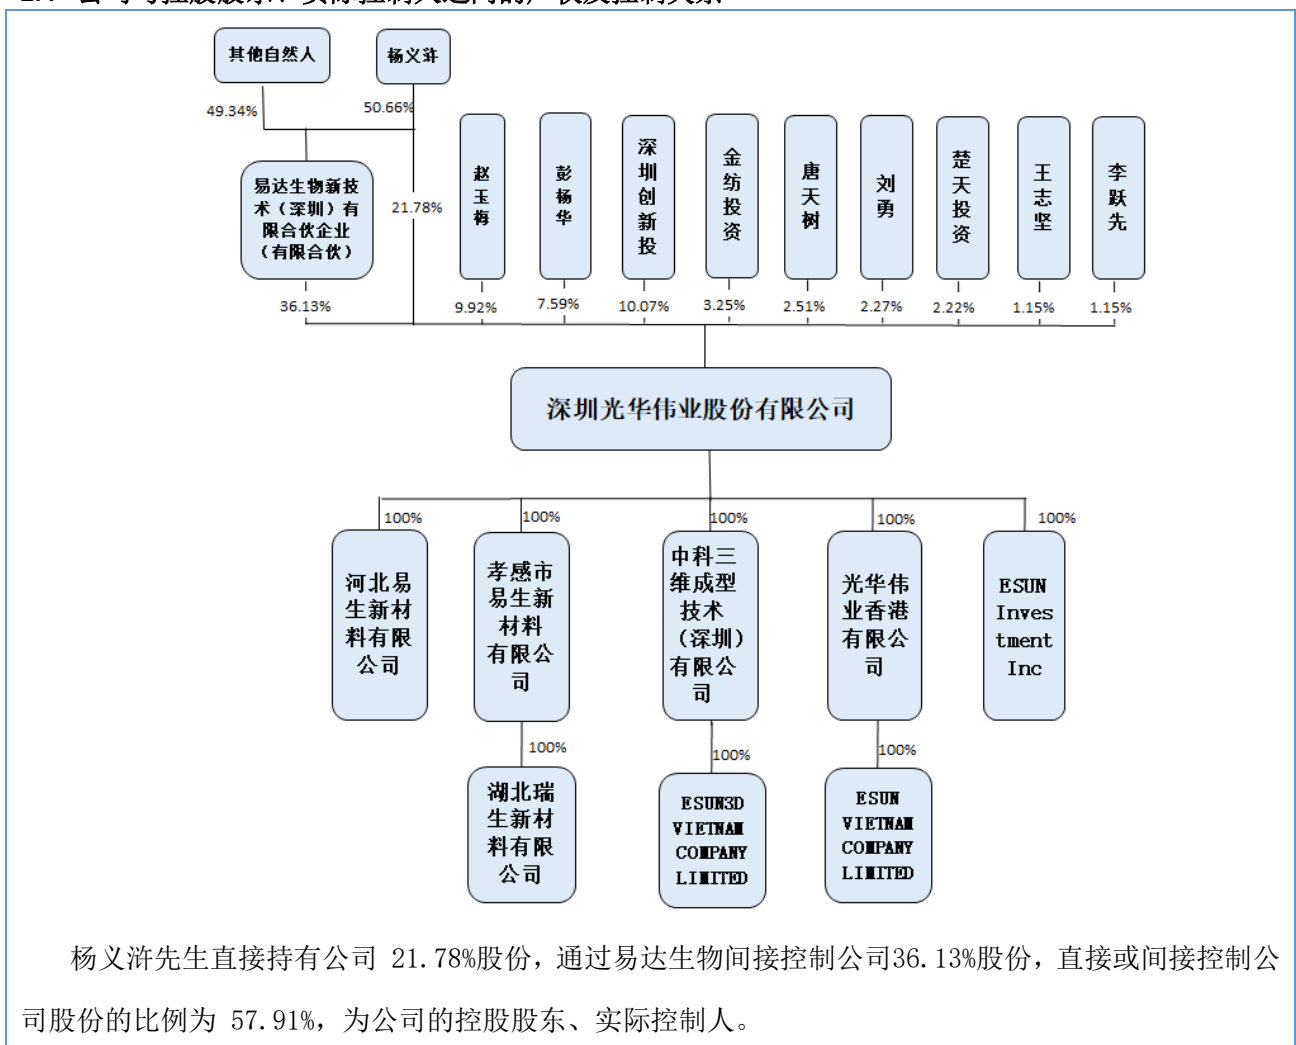 其他自然人
杨义浒
49.34%
50.66%
易达生物新技
术（深圳）有
限合伙企业
（有限合伙）
21.78%
赵玉梅
彭杨华
深圳创新投
金纺投资
唐天树
刘勇
楚天投资
王志坚
李跃先
36.13%
9.92%
7.59%
10.07%
3.25%
2.51%
2.27%
2.22%
1.15%
1.15%
深圳光华伟业股份有限公司
100%
100%
100%
100%
100%
河北易
生新材
料有限
公司
孝感市
易生新
材料
有限公
司
中科三
维成型
技术
（深圳）
有限公
司
光华伟
业香港
有限公
司
ESUN
Inves
tment
Inc
100%
100%
100%
湖北瑞
生新材
料有限
公司
ESUN3D
VIETNAM
COMPANY
LIMITED
ESUN
VIETNAM
COMPANY
LIMITED
杨义浒先生直接持有公司 21.78%股份，通过易达生物间接控制公司36.13%股份，直接或间接控制公
司股份的比例为 57.91%，为公司的控股股东、实际控制人。